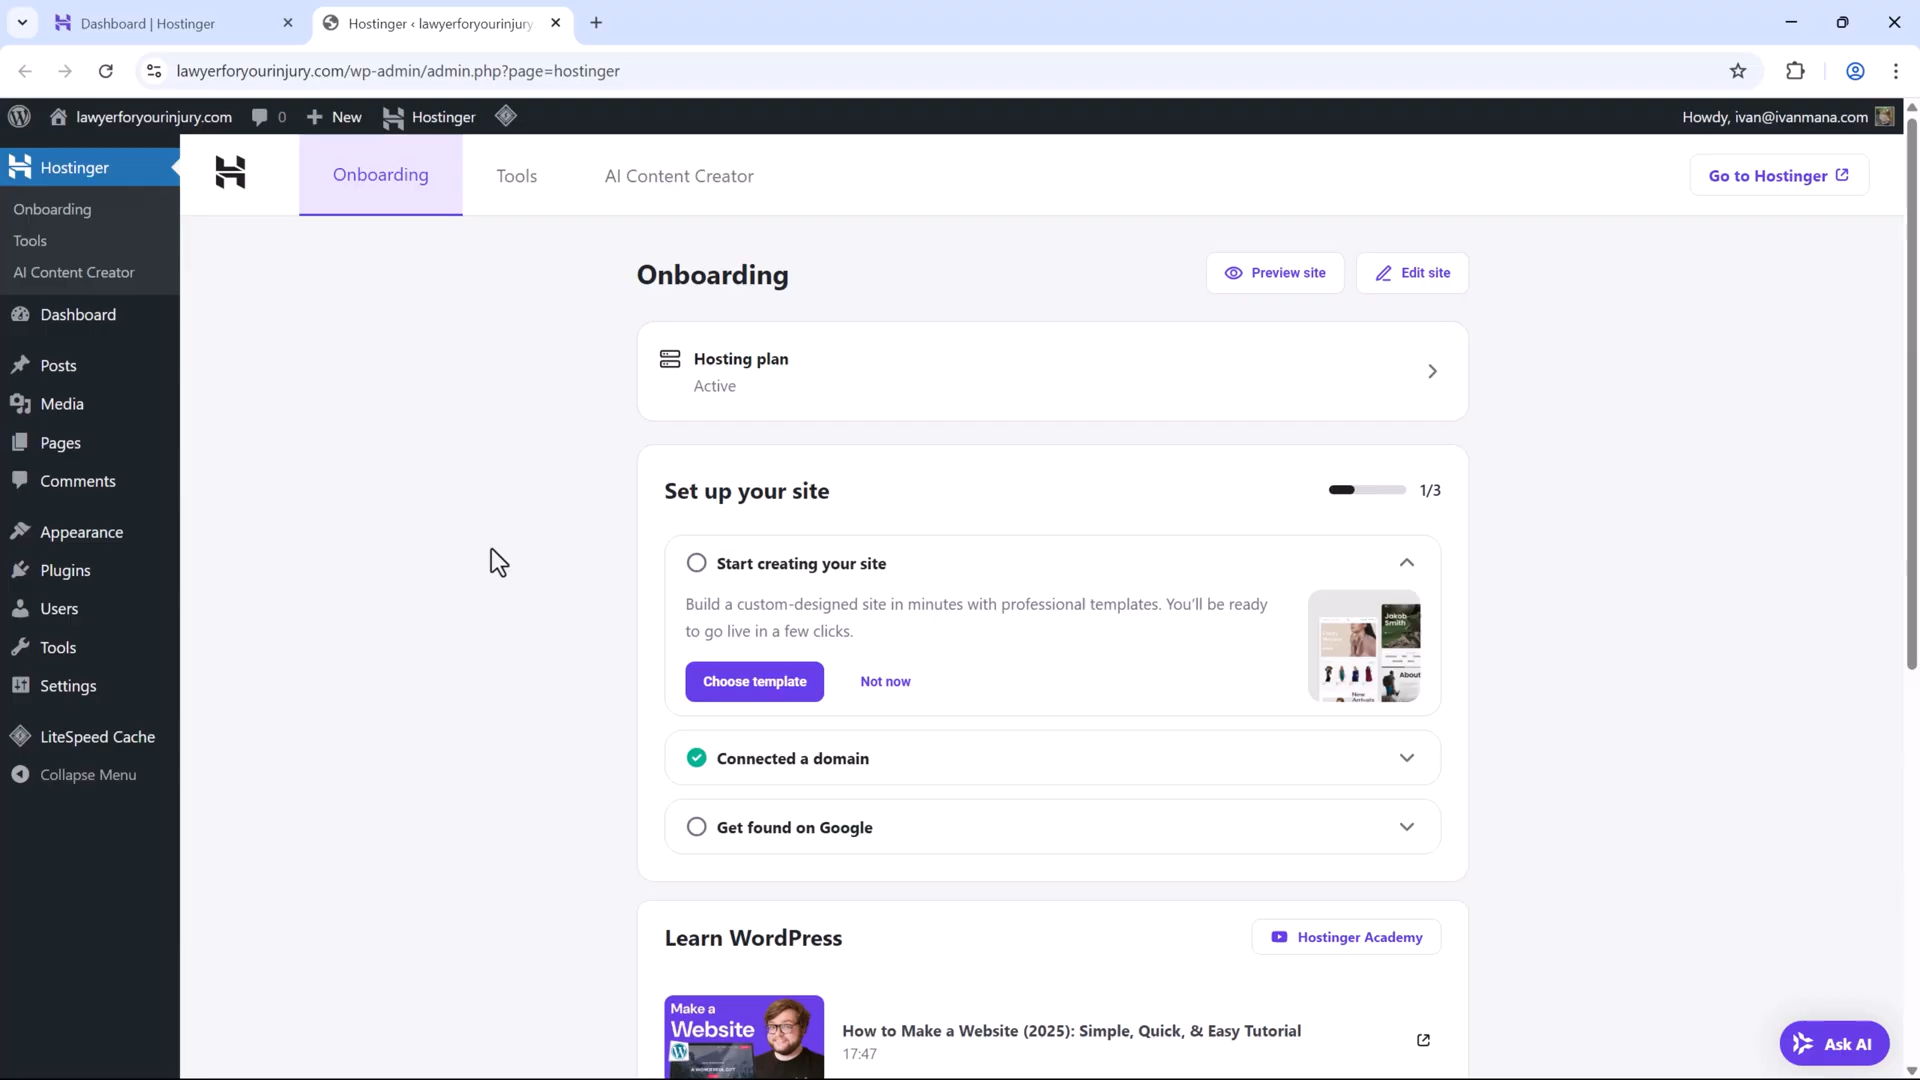 Dashboard | Hostinger
Hostinger ‹ lawyerforyourinjury
lawyerforyourinjury.com/wp-admin/admin.php?page=hostinger
lawyerforyourinjury.com
0
New
Hostinger
Howdy, ivan@ivanmana.com
Hostinger
Onboarding
Tools
AI Content Creator
Dashboard
Posts
Media
Pages
Comments
Appearance
Plugins
Users
Tools
Settings
LiteSpeed Cache
Collapse Menu
Onboarding
Tools
AI Content Creator
Go to Hostinger
Onboarding
Preview site
Edit site
Hosting plan
Active
Set up your site
1/3
Start creating your site
Build a custom-designed site in minutes with professional templates. You'll be ready
to go live in a few clicks.
Choose template
Not now
Jakob
Smith
About
New
Arrivals
Connected a domain
Get found on Google
Learn WordPress
Hostinger Academy
Make a
Website
How to Make a Website (2025): Simple, Quick, & Easy Tutorial
17:47
Ask AI